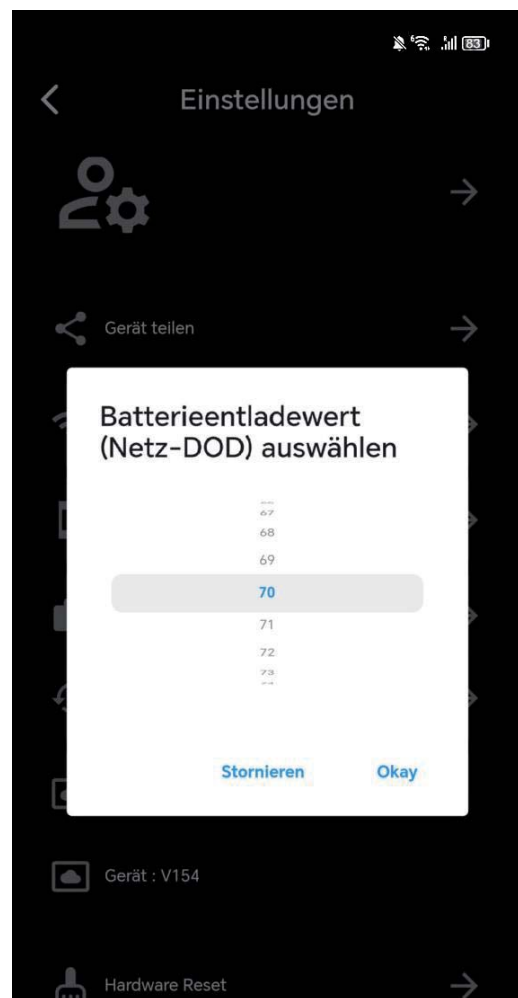 83
Einstellungen
Gerät teilen
Batterieentladewert
(Netz-DOD) auswählen
67
68
69
70
71
72
73
Stornieren Okay
Gerät : V154
Hardware Reset